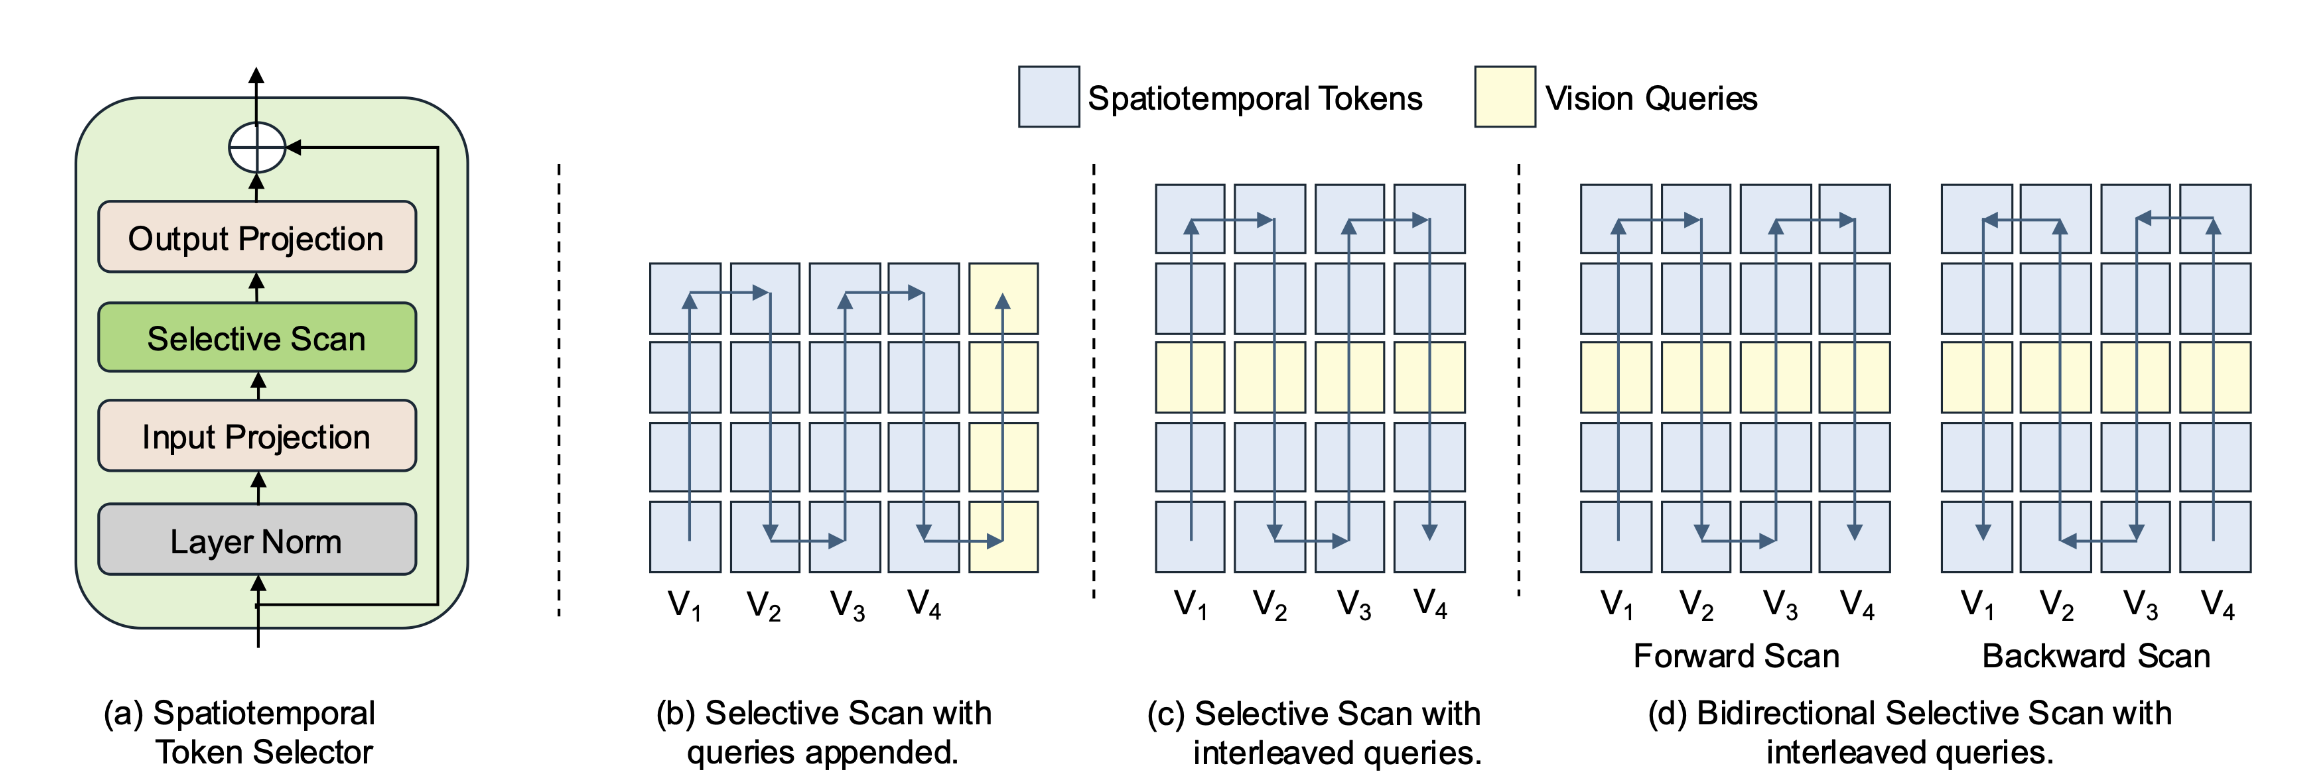 Spatiotemporal Tokens
Vision Queries
Output Projection
Selective Scan
Input Projection
Layer Norm
(a) Spatiotemporal
Token Selector
V1 V2 V3 V4
(b) Selective Scan with
queries appended.
V1 V2 V3 V4
(c) Selective Scan with
interleaved queries.
V1 V2 V3 V4
Forward Scan
V1 V2 V3 V4
Backward Scan
(d) Bidirectional Selective Scan with
interleaved queries.